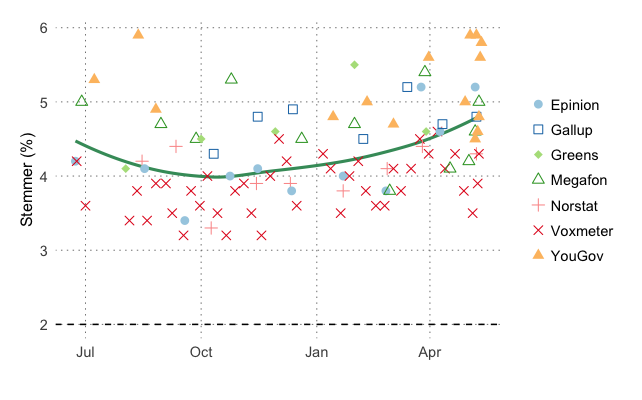 6
5
4
3
2
Stemmer (%)
Jul
Oct
Jan
Apr
Epinion
Gallup
Greens
Megafon
Norstat
Voxmeter
YouGov